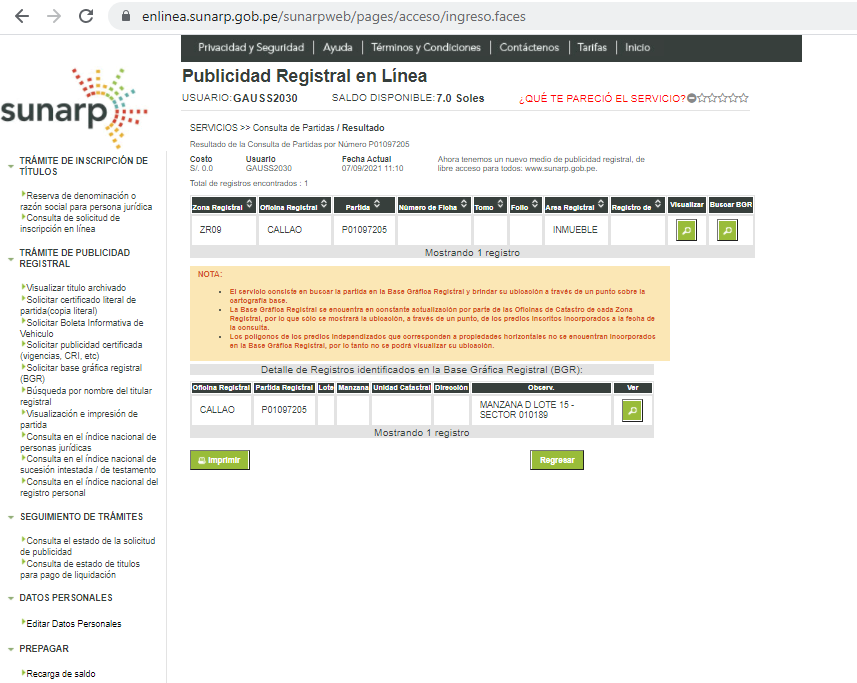 enlinea.sunarp.gob.pe/sunarpweb/pages/acceso/ingreso.faces
Privacidad y Seguridad | Ayuda | Términos y Condiciones | Contáctenos | Tarifas | Inicio
sunarp
Publicidad Registral en Línea
USUARIO:GAUSS2030 SALDO DISPONIBLE:7.0 Soles ¿QUÉ TE PARECIÓ EL SERVICIO?
SERVICIOS >> Consulta de Partidas / Resultado
Resultado de la Consulta de Partidas por Número P01097205
Costo Usuario Fecha Actual
S/. 0.0 GAUSS2030 07/09/2021 11:10
Ahora tenemos un nuevo medio de publicidad registral, de
libre acceso para todos: www.sunarp.gob.pe.
Total de registros encontrados : 1
Zona Registral Oficina Registral Partida Número de Ficha Tomo Folio Area Registral Registro de Visualizar Buscar BGR
ZR09 CALLAO P01097205 INMUEBLE
Mostrando 1 registro
NOTA:
El servicio consiste en buscar la partida en la Base Gráfica Registral y brindar su ubicación a través de un punto sobre la
cartografía base.
La Base Gráfica Registral se encuentra en constante actualización por parte de las Oficinas de Catastro de cada Zona
Registral, por lo que sólo se mostrará la ubicación, a través de un punto, de los predios inscritos incorporados a la fecha de
la consulta.
Los polígonos de los predios independizados que corresponden a propiedades horizontales no se encuentran incorporados
en la Base Gráfica Registral, por lo tanto no se podrá visualizar su ubicación.
Detalle de Registros identificados en la Base Gráfica Registral (BGR):
Oficina Registral Partida Registral Lote Manzana Unidad Catastral Dirección Observ. Ver
CALLAO P01097205 MANZANA D LOTE 15 -
SECTOR 010189
Mostrando 1 registro
Imprimir Regresar
TRÁMITE DE INSCRIPCIÓN DE
TÍTULOS
Reserva de denominación o
razón social para persona jurídica
Consulta de solicitud de
inscripción en línea
TRÁMITE DE PUBLICIDAD
REGISTRAL
Visualizar titulo archivado
Solicitar certificado literal de
partida(copia literal)
Solicitar Boleta Informativa de
Vehiculo
Solicitar publicidad certificada
(vigencias, CRI, etc)
Solicitar base gráfica registral
(BGR)
Búsqueda por nombre del titular
registral
Visualización e impresión de
partida
Consulta en el índice nacional de
personas jurídicas
Consulta en el índice nacional de
sucesión intestada / de testamento
Consulta en el índice nacional del
registro personal
SEGUIMIENTO DE TRÁMITES
Consulta el estado de la solicitud
de publicidad
Consulta de estado de titulos
para pago de liquidación
DATOS PERSONALES
Editar Datos Personales
PREPAGAR
Recarga de saldo